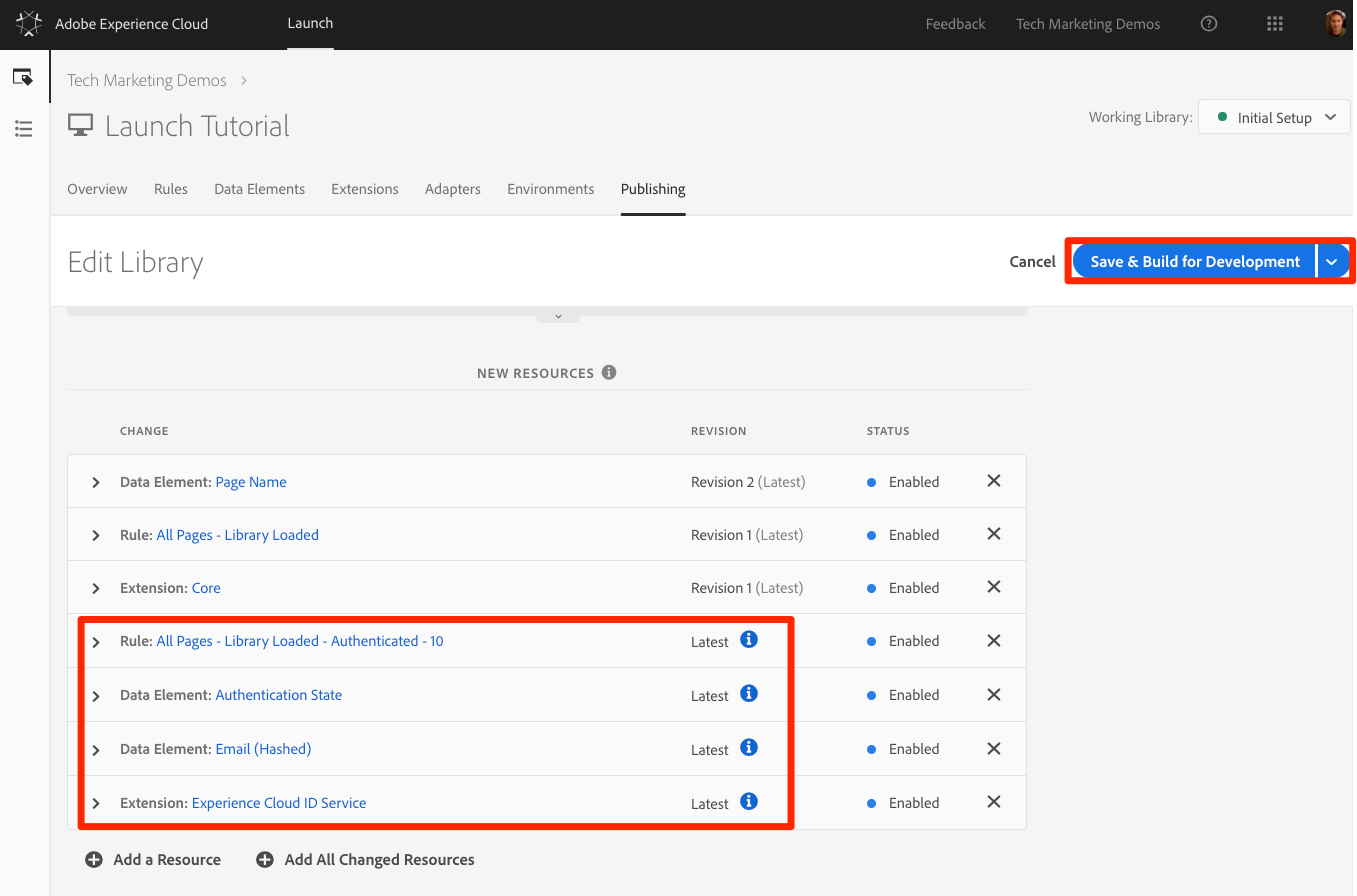 Adobe Experience Cloud Launch Feedback Tech Marketing Demos
Tech Marketing Demos
Launch Tutorial
Working Library: Initial Setup
Overview Rules Data Elements Extensions Adapters Environments Publishing
Edit Library
Cancel Save & Build for Development
NEW RESOURCES
CHANGE REVISION STATUS
Data Element: Page Name Revision 2 (Latest) Enabled
Rule: All Pages - Library Loaded Revision 1 (Latest) Enabled
Extension: Core Revision 1 (Latest) Enabled
Rule: All Pages - Library Loaded - Authenticated - 10 Latest Enabled
Data Element: Authentication State Latest Enabled
Data Element: Email (Hashed) Latest Enabled
Extension: Experience Cloud ID Service Latest Enabled
Add a Resource Add All Changed Resources